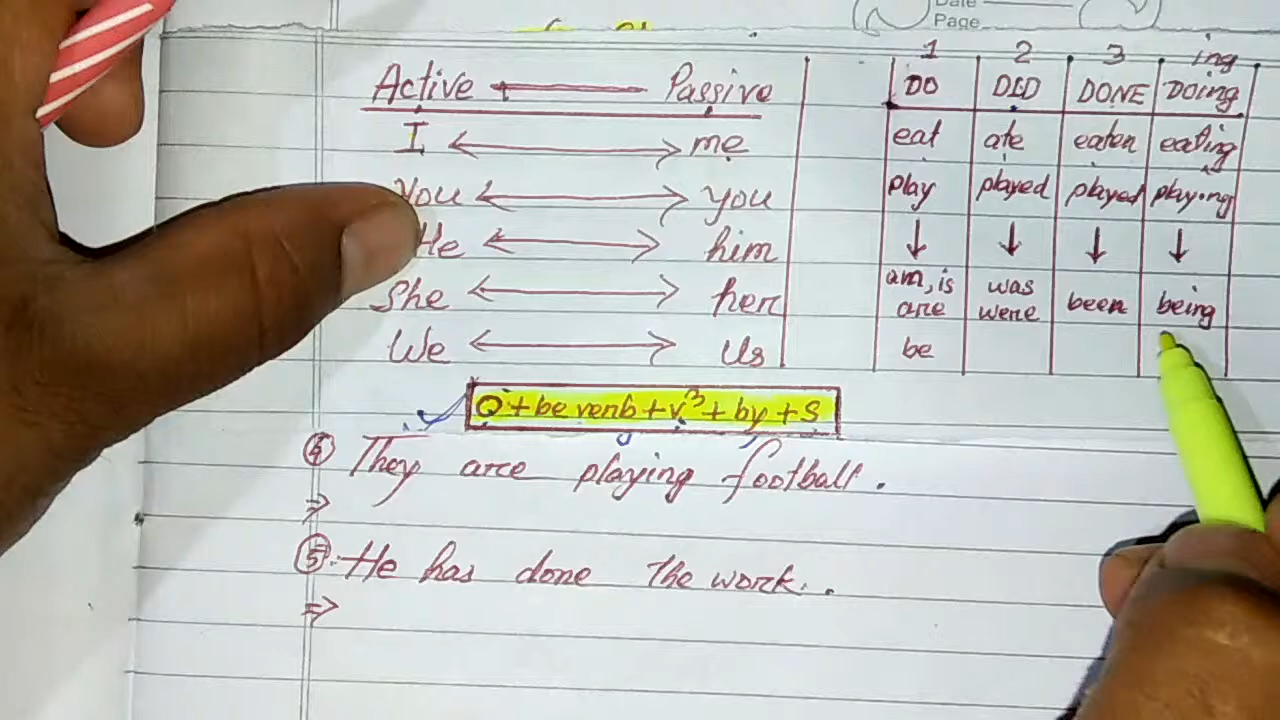 Date
Page
Active Passive
I me
You you
He him
She her
We Us
1 2 3 ing
DO DID DONE Doing
eat ate eaten eating
play played played playing
am, is was been being
are were
be
O + be verb + v3 + by + S
④ They are playing football.
⇒
⑤ He has done the work.
⇒